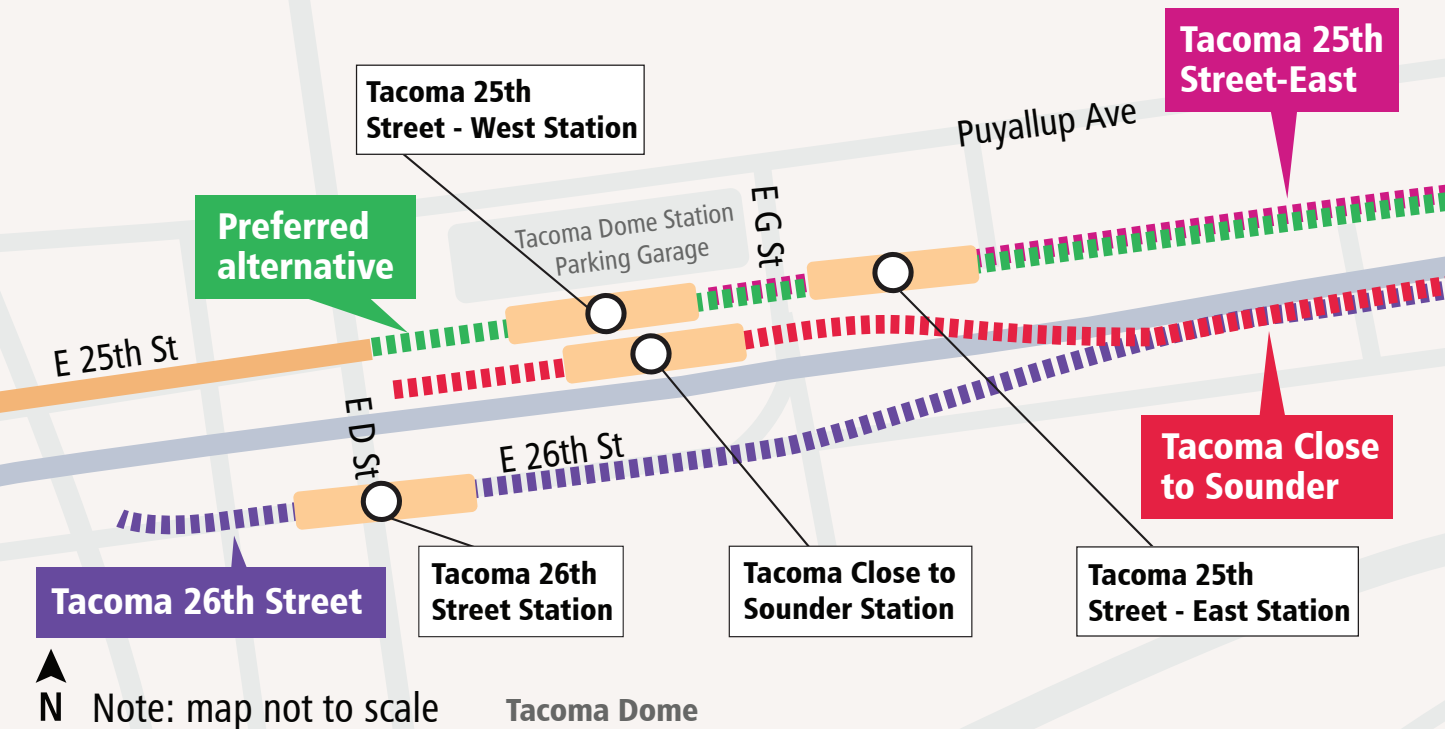 Tacoma 25th
Street-East
Puyallup Ave
Tacoma 25th
Street - West Station
Preferred
alternative
Tacoma Dome Station
Parking Garage
E G St
E 25th St
E D St
E 26th St
Tacoma Close
to Sounder
Tacoma 26th Street
Tacoma 26th
Street Station
Tacoma Close to
Sounder Station
Tacoma 25th
Street - East Station
N
Note: map not to scale
Tacoma Dome